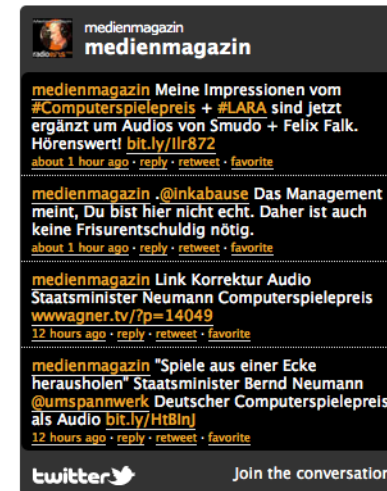 medienmagazin
medienmagazin
medienmagazin Meine Impressionen vom
#Computerspielepreis + #LARA sind jetzt
ergänzt um Audios von Smudo + Felix Falk.
Hörenswert! bit.ly/Ilr872
about 1 hour ago · reply · retweet · favorite
medienmagazin .@inkabause Das Management
meint, Du bist hier nicht echt. Daher ist auch
keine Frisurentschuldig nötig.
about 1 hour ago · reply · retweet · favorite
medienmagazin Link Korrektur Audio
Staatsminister Neumann Computerspielepreis
wwwagner.tv/?p=14049
12 hours ago · reply · retweet · favorite
medienmagazin "Spiele aus einer Ecke
herausholen" Staatsminister Bernd Neumann
@umspannwerk Deutscher Computerspielepreis
als Audio bit.ly/HtBlnJ
12 hours ago · reply · retweet · favorite
twitter Join the conversation